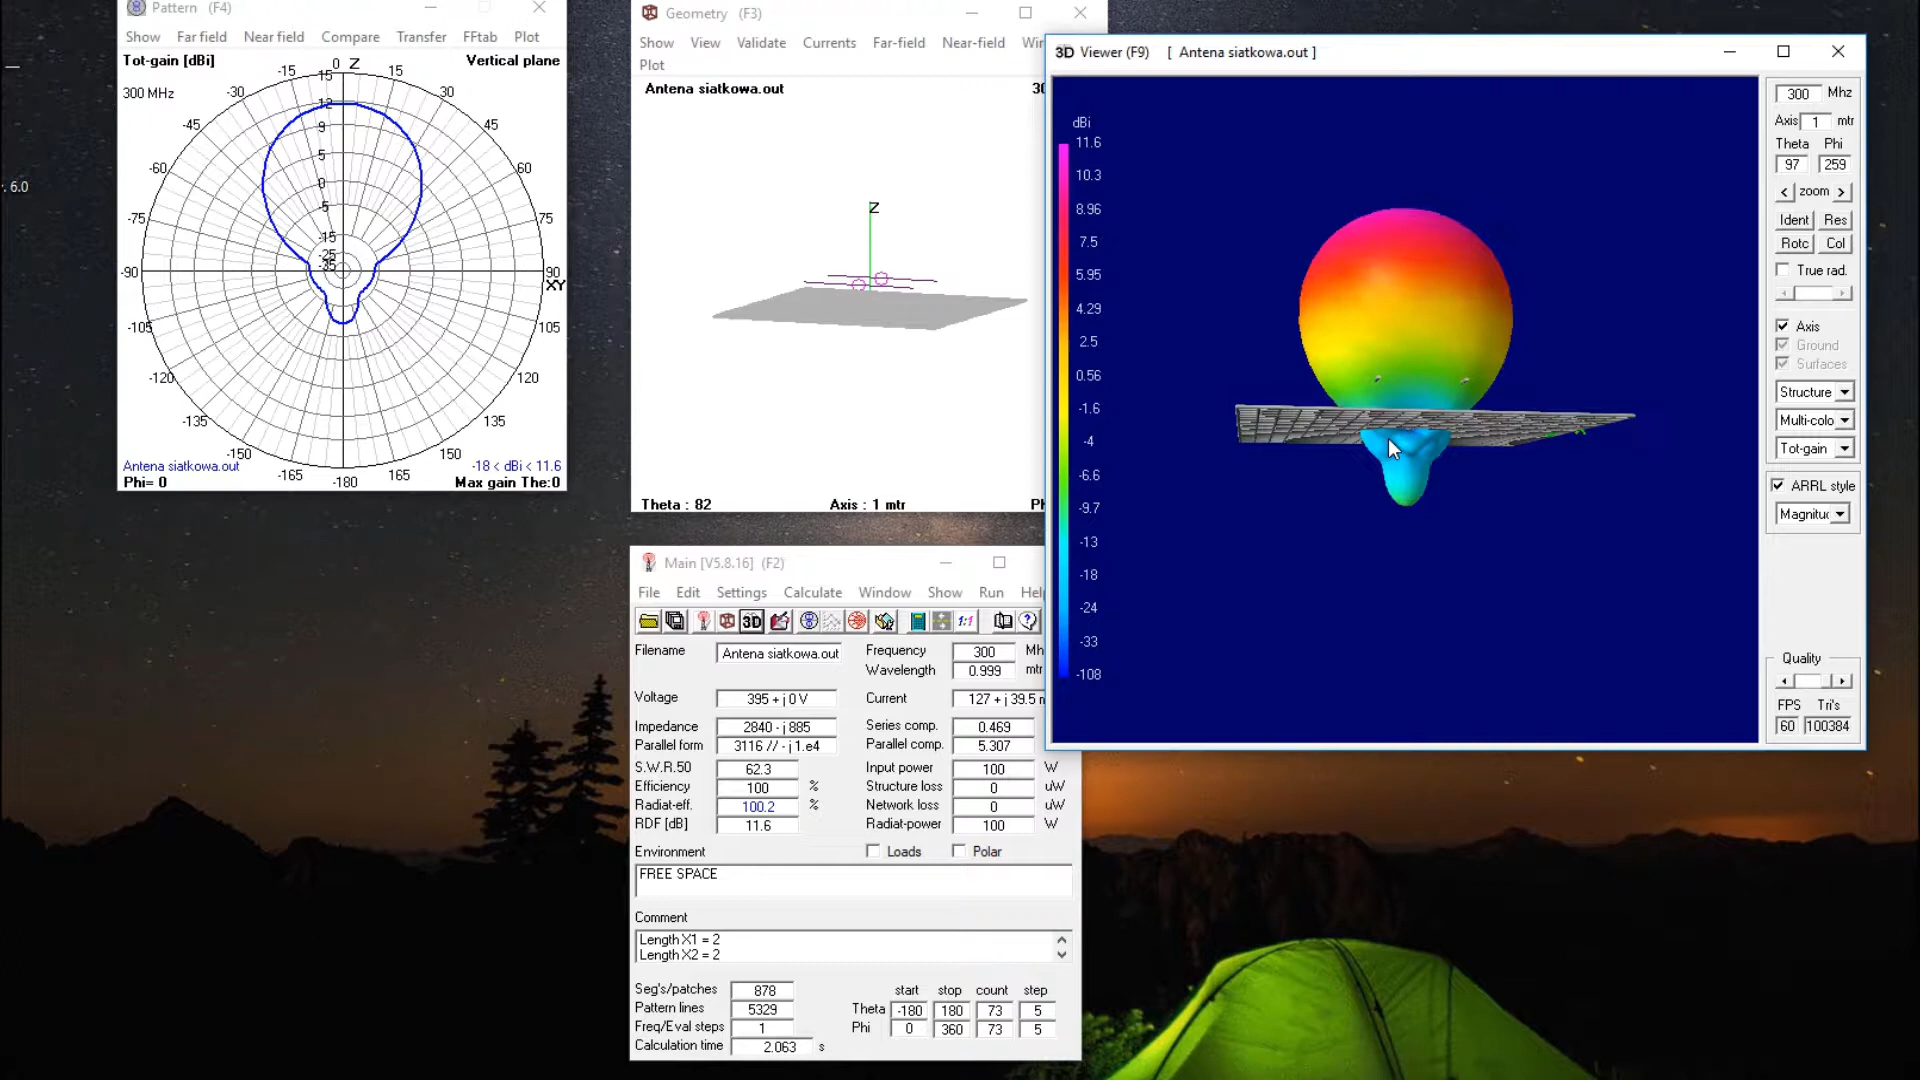 . 6.0
Pattern (F4)
Show Far field Near field Compare Transfer FFtab Plot
Tot-gain [dBi]
Vertical plane
300 MHz
0 Z
-15 15
-30 30
-45 45
-60 60
-75 75
-90 90
XY
-105 105
-120 120
-135 135
-150 150
-165 165
-180
15
12
9
5
0
-5
-15
-25
-35
Antena siatkowa.out
-18 < dBi < 11.6
Phi= 0
Max gain The:0
Geometry (F3)
Show View Validate Currents Far-field Near-field Wir
Plot
Antena siatkowa.out
30
Z
Theta : 82
Axis : 1 mtr
Ph
3D Viewer (F9) [ Antena siatkowa.out ]
dBi
11.6
10.3
8.96
7.5
5.95
4.29
2.5
0.56
-1.6
-4
-6.6
-9.7
-13
-18
-24
-33
-108
300 Mhz
Axis 1 mtr
Theta Phi
97 259
< zoom >
Ident Res
Rotc Col
True rad.
Axis
Ground
Surfaces
Structure
Multi-colo
Tot-gain
ARRL style
Magnituc
Quality
FPS Tri's
60 100384
Main [V5.8.16] (F2)
File Edit Settings Calculate Window Show Run Help
3D 1:1
Filename Antena siatkowa.out
Frequency 300 Mh
Wavelength 0.999 mtr
Voltage 395 + j 0 V
Current 127 + j 39.5 m
Impedance 2840 - j 885
Series comp. 0.469
Parallel form 3116 // - j 1.e4
Parallel comp. 5.307
S.W.R.50 62.3
Input power 100 W
Efficiency 100 %
Structure loss 0 uW
Radiat-eff. 100.2 %
Network loss 0 uW
RDF [dB] 11.6
Radiat-power 100 W
Environment
Loads Polar
FREE SPACE
Comment
Length X1 = 2
Length X2 = 2
Seg's/patches 878
Pattern lines 5329
Freq/Eval steps 1
Calculation time 2.063 s
start stop count step
Theta -180 180 73 5
Phi 0 360 73 5